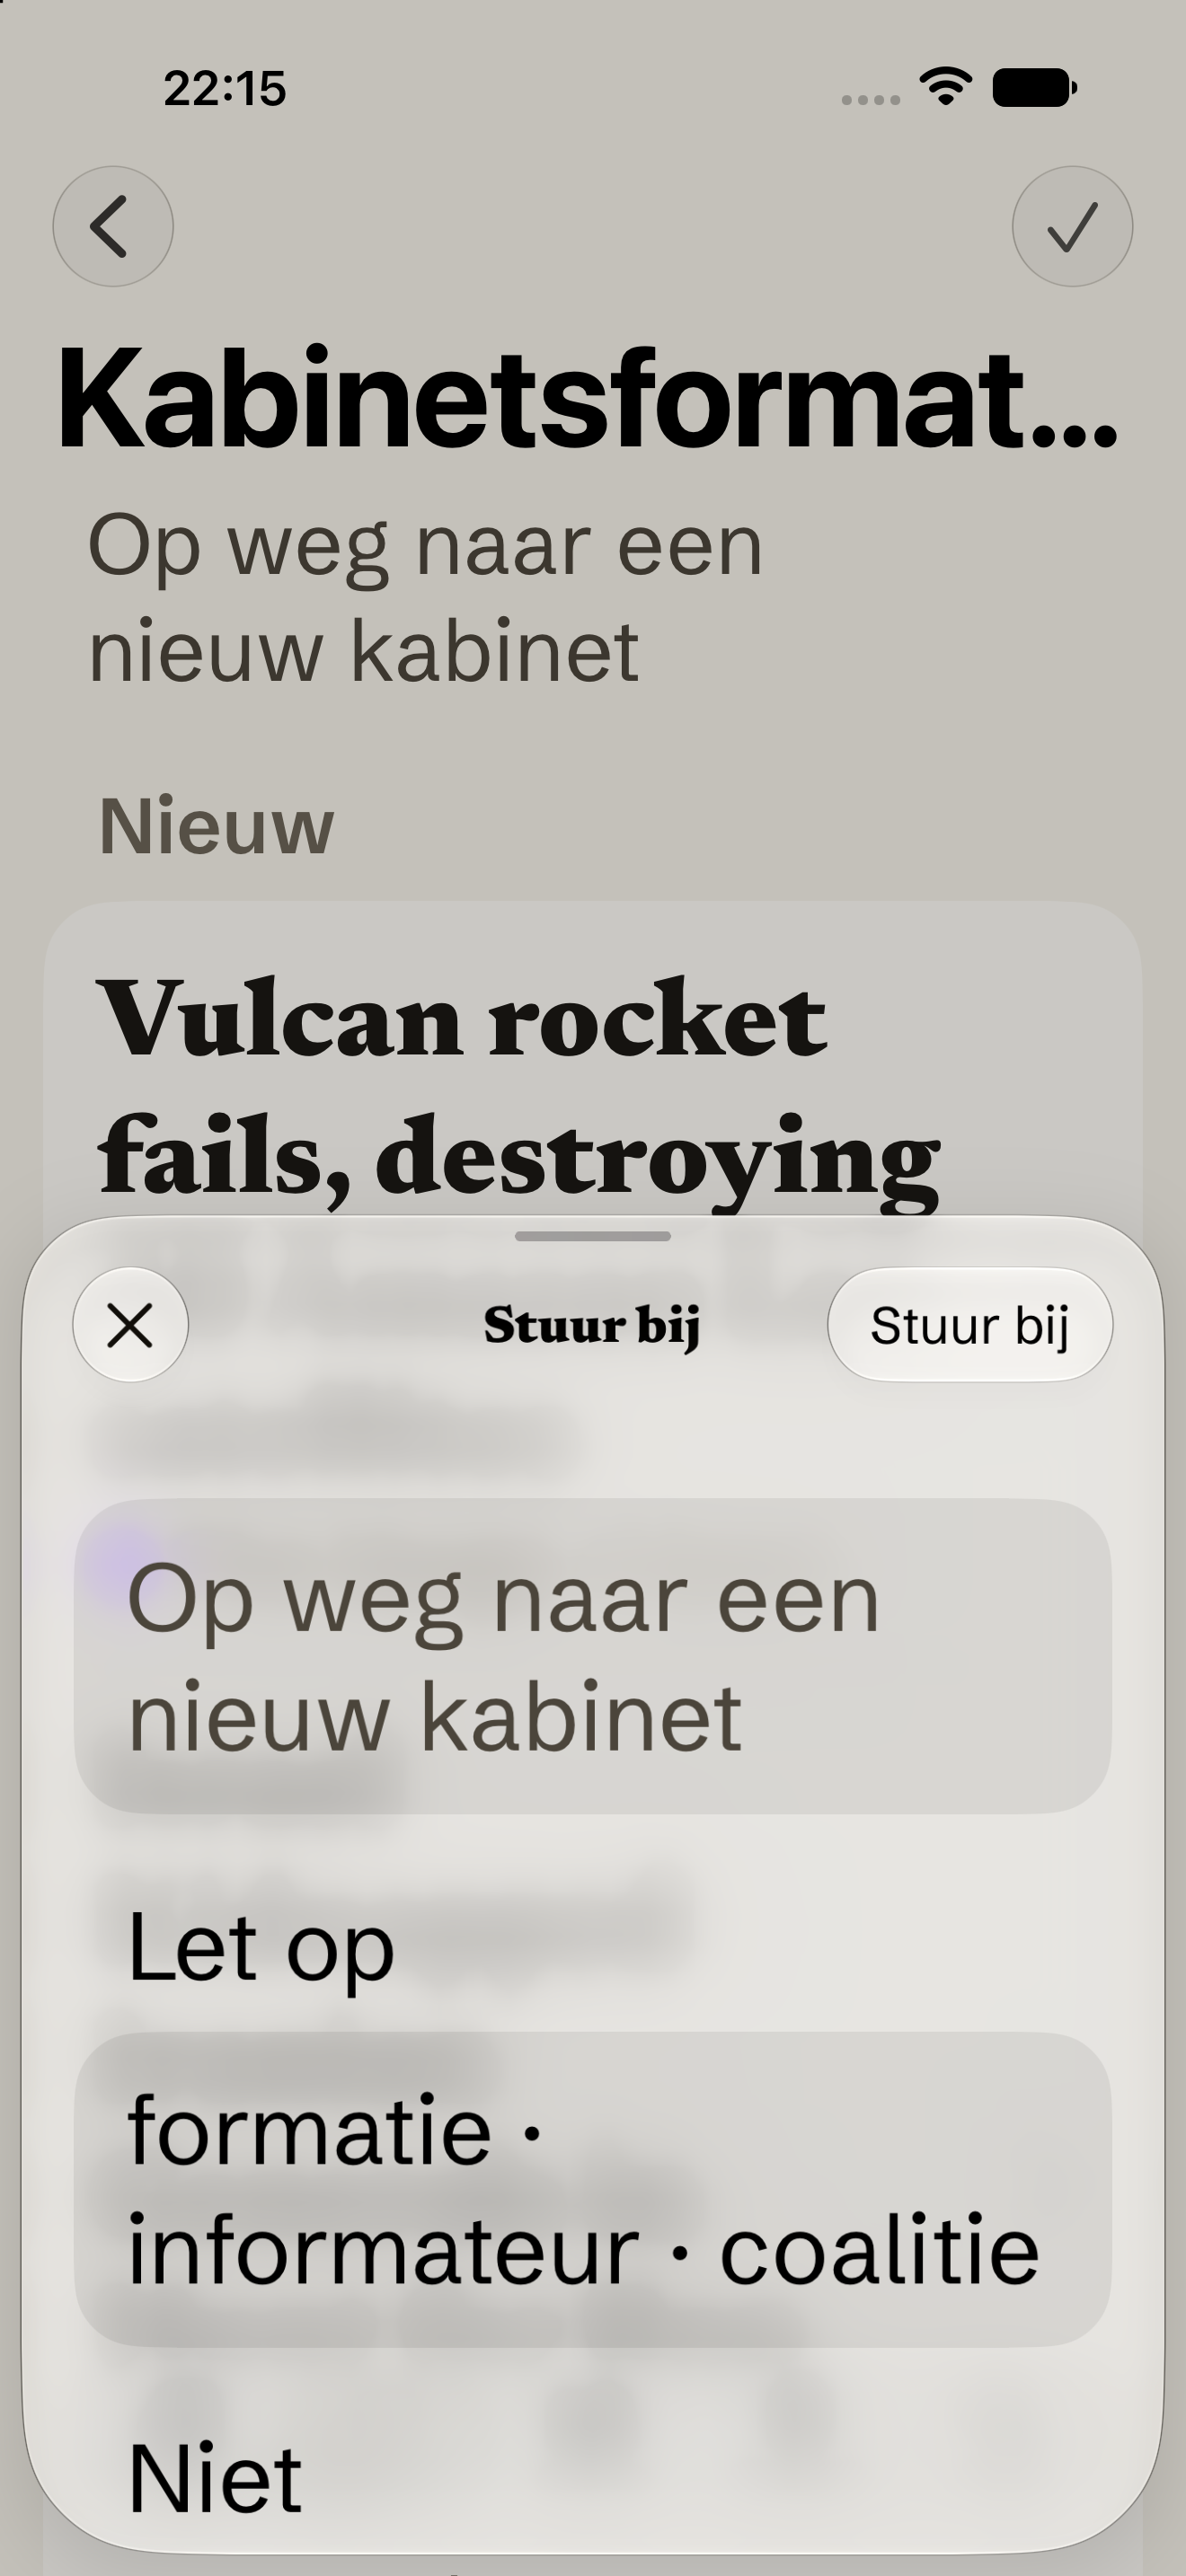 22:15
Kabinetsformat...
Op weg naar een
nieuw kabinet
Nieuw
Vulcan rocket
fails, destroying
Stuur bij
Stuur bij
Op weg naar een
nieuw kabinet
Let op
formatie ·
informateur · coalitie
Niet